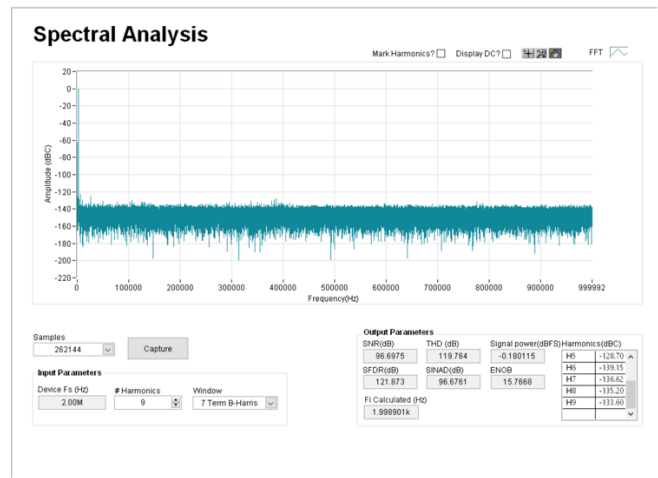 Spectral Analysis
Mark Harmonics? Display DC? FFT
20
0
-20
-40
-60
-80
-100
-120
-140
-160
-180
-200
-220
Amplitude (dBC)
0 100000 200000 300000 400000 500000 600000 700000 800000 900000 999992
Frequency(Hz)
Samples
262144
Capture
Input Parameters
Device Fs (Hz) # Harmonics Window
2.00M 9 7 Term B-Harris
Output Parameters
SNR(dB) THD (dB) Signal power(dBFS) Harmonics(dBC)
96.6975 119.764 -0.180115
SFDR(dB) SINAD(dB) ENOB
121.873 96.6761 15.7668
Fi Calculated (Hz)
1.998901k
H5 -128.70
H6 -139.15
H7 -136.62
H8 -135.20
H9 -133.60